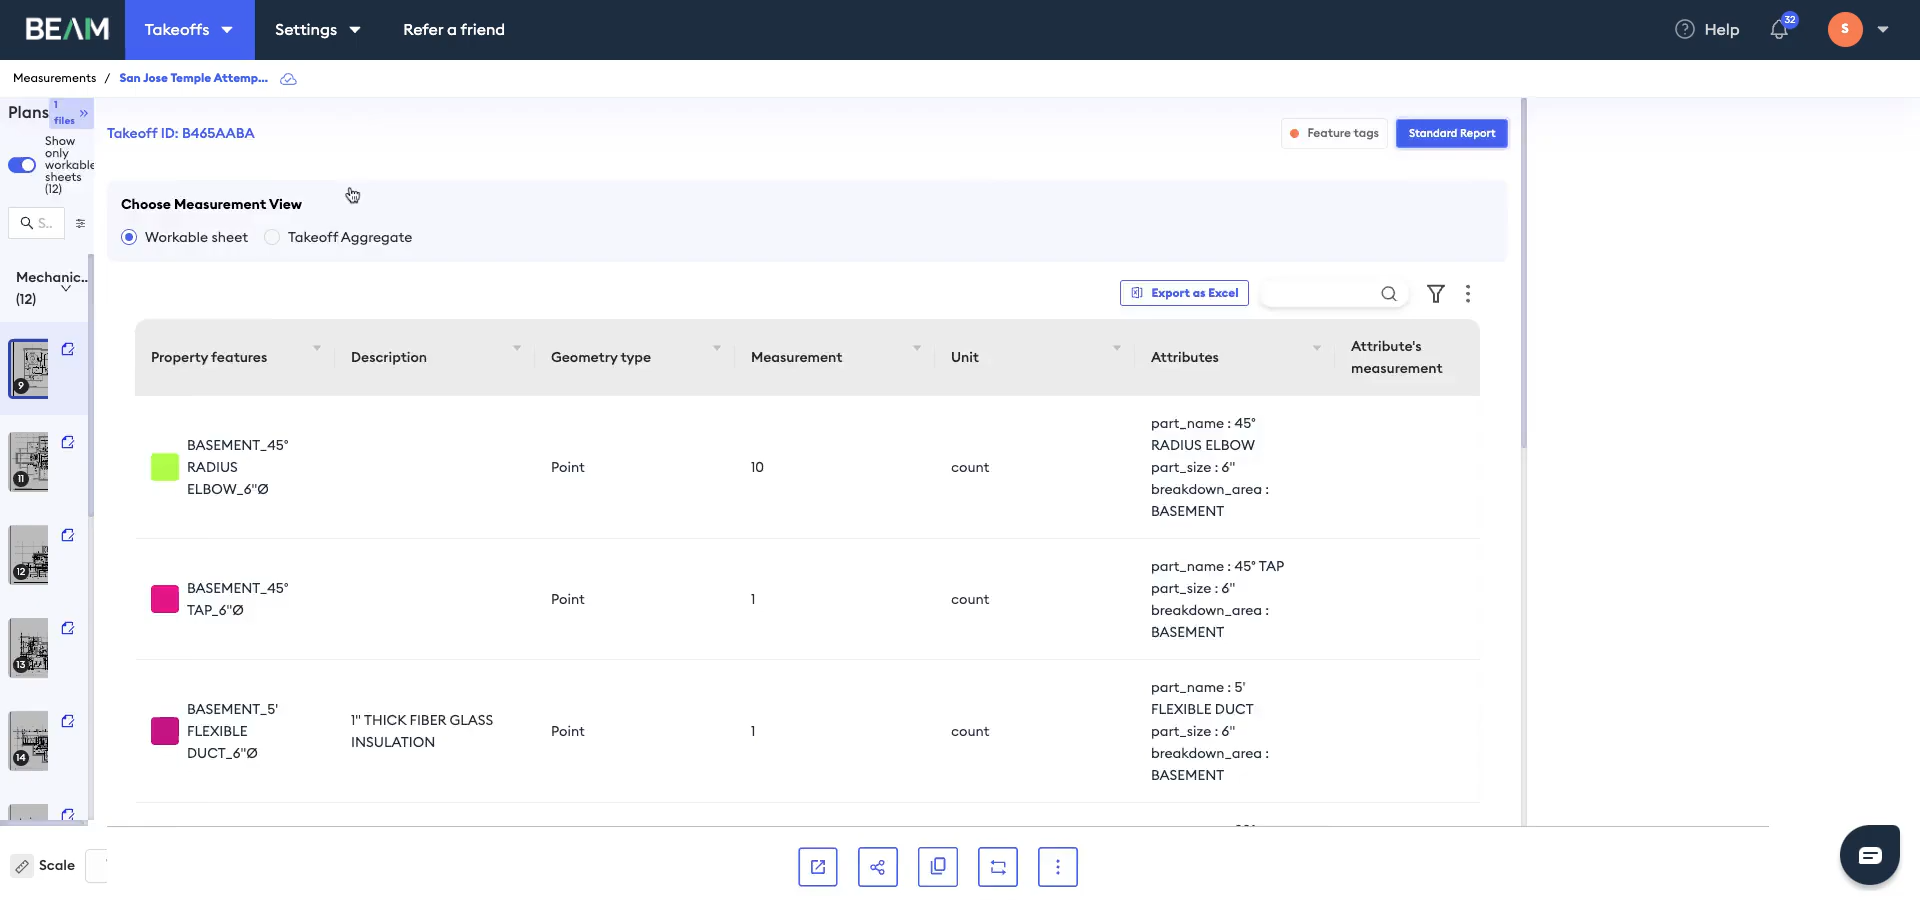 BEAM
Takeoffs
Settings
Refer a friend
Help
32
S
Measurements / San Jose Temple Attemp...
Plans
1
files
»
Show
only
workable
sheets
(12)
S..
Mechanic...
(12)
9
11
12
13
14
Scale
Takeoff ID: B465AABA
Feature tags
Standard Report
Choose Measurement View
Workable sheet
Takeoff Aggregate
Export as Excel
Property features
Description
Geometry type
Measurement
Unit
Attributes
Attribute's
measurement
BASEMENT_45°
RADIUS
ELBOW_6"Ø
Point
10
count
part_name : 45°
RADIUS ELBOW
part_size : 6"
breakdown_area :
BASEMENT
BASEMENT_45°
TAP_6"Ø
Point
1
count
part_name : 45° TAP
part_size : 6"
breakdown_area :
BASEMENT
BASEMENT_5'
FLEXIBLE
DUCT_6"Ø
1" THICK FIBER GLASS
INSULATION
Point
1
count
part_name : 5'
FLEXIBLE DUCT
part_size : 6"
breakdown_area :
BASEMENT